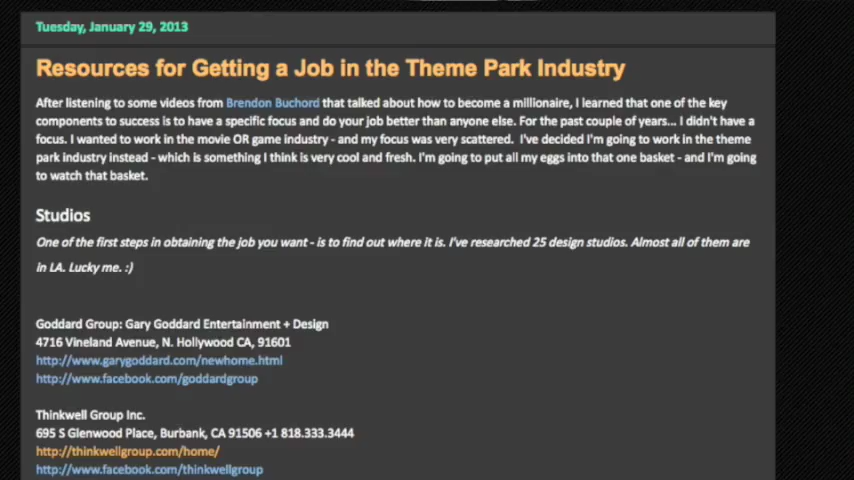 Tuesday, January 29, 2013
Resources for Getting a Job in the Theme Park Industry
After listening to some videos from Brendon Buchord that talked about how to become a millionaire, I learned that one of the key
components to success is to have a specific focus and do your job better than anyone else. For the past couple of years... I didn't have a
focus. I wanted to work in the movie OR game industry - and my focus was very scattered.  I've decided I'm going to work in the theme
park industry instead - which is something I think is very cool and fresh. I'm going to put all my eggs into that one basket - and I'm going
to watch that basket.
Studios
One of the first steps in obtaining the job you want - is to find out where it is. I've researched 25 design studios. Almost all of them are
in LA. Lucky me. :)
Goddard Group: Gary Goddard Entertainment + Design
4716 Vineland Avenue, N. Hollywood CA, 91601
http://www.garygoddard.com/newhome.html
http://www.facebook.com/goddardgroup
Thinkwell Group Inc.
695 S Glenwood Place, Burbank, CA 91506 +1 818.333.3444
http://thinkwellgroup.com/home/
http://www.facebook.com/thinkwellgroup